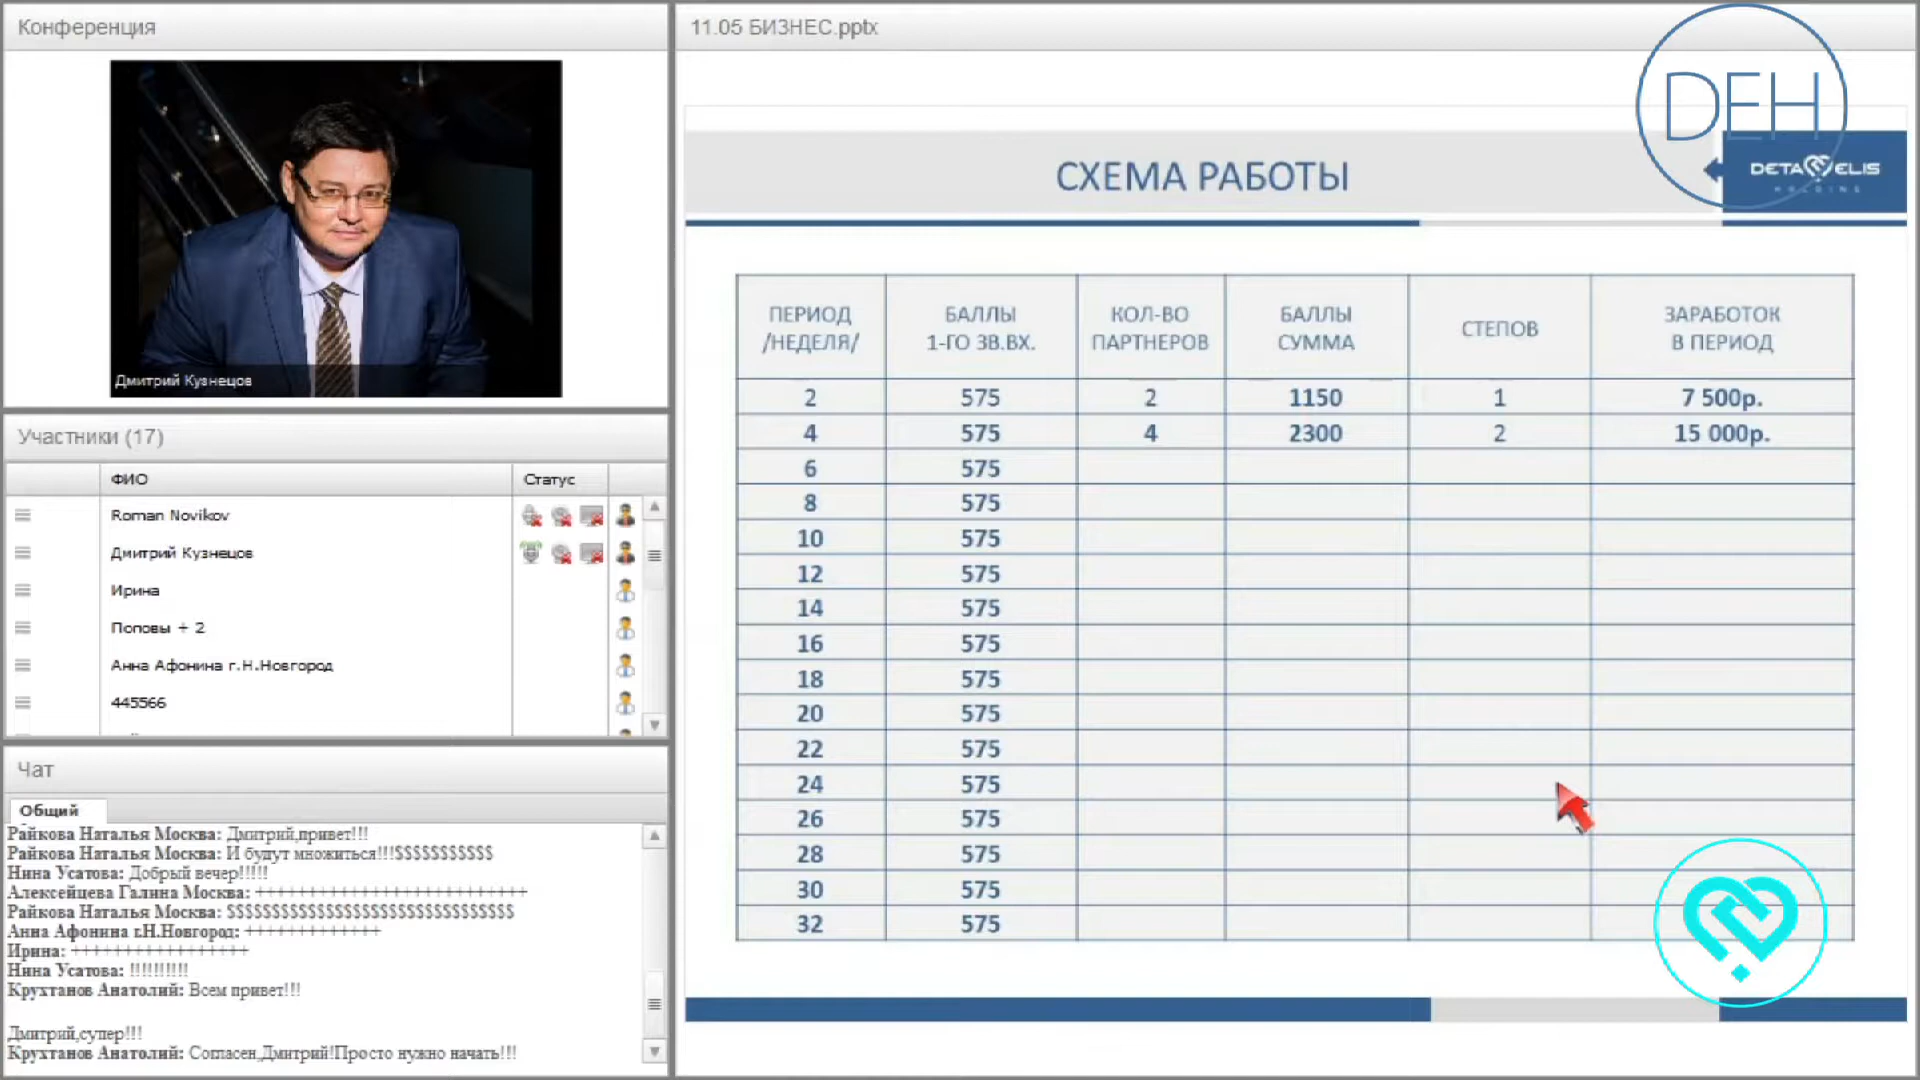 Конференция
Дмитрий Кузнецов
Участники (17)
ФИО Статус
Roman Novikov
Дмитрий Кузнецов
Ирина
Поповы + 2
Анна Афонина г.Н.Новгород
445566
Чат
Общий
Райкова Наталья Москва: Дмитрий,привет!!!
Райкова Наталья Москва: И будут множиться!!!$$$$$$$$$$$
Нина Усатова: Добрый вечер!!!!!
Алексейцева Галина Москва: +++++++++++++++++++++++++++
Райкова Наталья Москва: $$$$$$$$$$$$$$$$$$$$$$$$$$$$$$$$
Анна Афонина г.Н.Новгород: +++++++++++++
Ирина: +++++++++++++++++
Нина Усатова: !!!!!!!!!!
Крухтанов Анатолий: Всем привет!!!
Дмитрий,супер!!!
Крухтанов Анатолий: Согласен,Дмитрий!Просто нужно начать!!!
11.05 БИЗНЕС.pptx
DEH
СХЕМА РАБОТЫ
DETA ELIS
HOLDING
ПЕРИОД /НЕДЕЛЯ/ БАЛЛЫ 1-ГО ЗВ.ВХ. КОЛ-ВО ПАРТНЕРОВ БАЛЛЫ СУММА СТЕПОВ ЗАРАБОТОК В ПЕРИОД
2 575 2 1150 1 7 500р.
4 575 4 2300 2 15 000р.
6 575
8 575
10 575
12 575
14 575
16 575
18 575
20 575
22 575
24 575
26 575
28 575
30 575
32 575